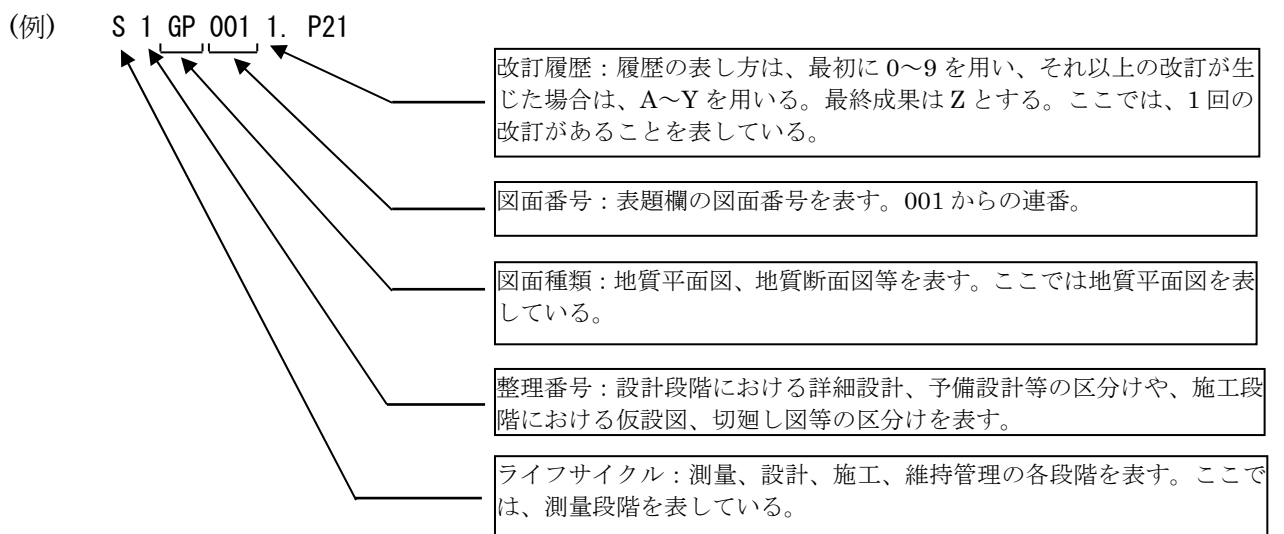 (例) S 1 GP 001 1. P21
改訂履歴：履歴の表し方は、最初に 0～9 を用い、それ以上の改訂が生
じた場合は、A～Y を用いる。最終成果は Z とする。ここでは、1 回の
改訂があることを表している。
図面番号：表題欄の図面番号を表す。001 からの連番。
図面種類：地質平面図、地質断面図等を表す。ここでは地質平面図を表
している。
整理番号：設計段階における詳細設計、予備設計等の区分けや、施工段
階における仮設図、切廻し図等の区分けを表す。
ライフサイクル：測量、設計、施工、維持管理の各段階を表す。ここで
は、測量段階を表している。